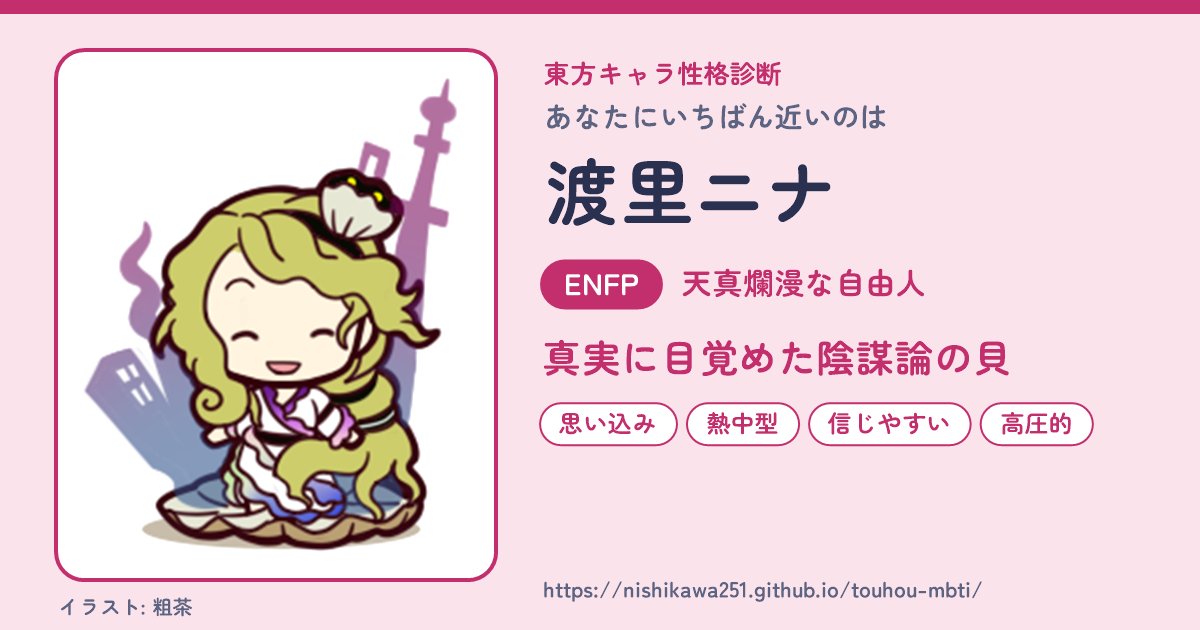 東方キャラ性格診断
あなたにいちばん近いのは
渡里ニナ
ENFP 天真爛漫な自由人
真実に目覚めた陰謀論の貝
思い込み 熱中型 信じやすい 高圧的
https://nishikawa251.github.io/touhou-mbti/
イラスト: 粗茶